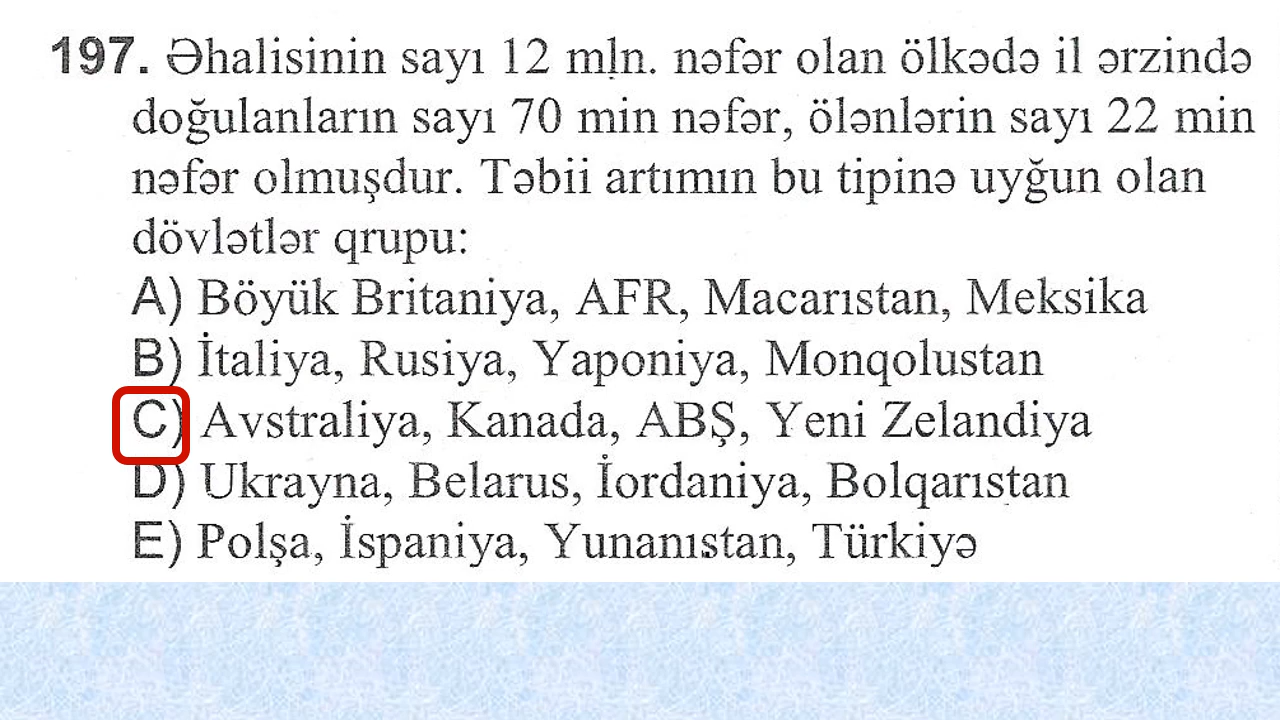 197. Əhalisinin sayı 12 mln. nəfər olan ölkədə il ərzində
doğulanların sayı 70 min nəfər, ölənlərin sayı 22 min
nəfər olmuşdur. Təbii artımın bu tipinə uyğun olan
dövlətlər qrupu:
A) Böyük Britaniya, AFR, Macarıstan, Meksika
B) İtaliya, Rusiya, Yaponiya, Monqolustan
C) Avstraliya, Kanada, ABŞ, Yeni Zelandiya
D) Ukrayna, Belarus, İordaniya, Bolqarıstan
E) Polşa, İspaniya, Yunanıstan, Türkiyə